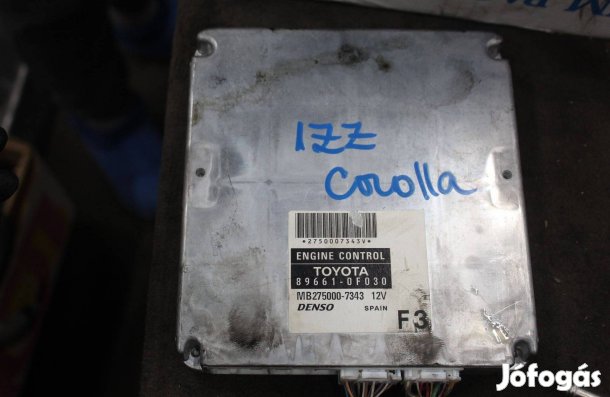 1ZZ
Corolla
*2750007343V*
ENGINE CONTROL
TOYOTA
89661-0F030
MB275000-7343 12V
DENSO SPAIN
F3
Jófogás